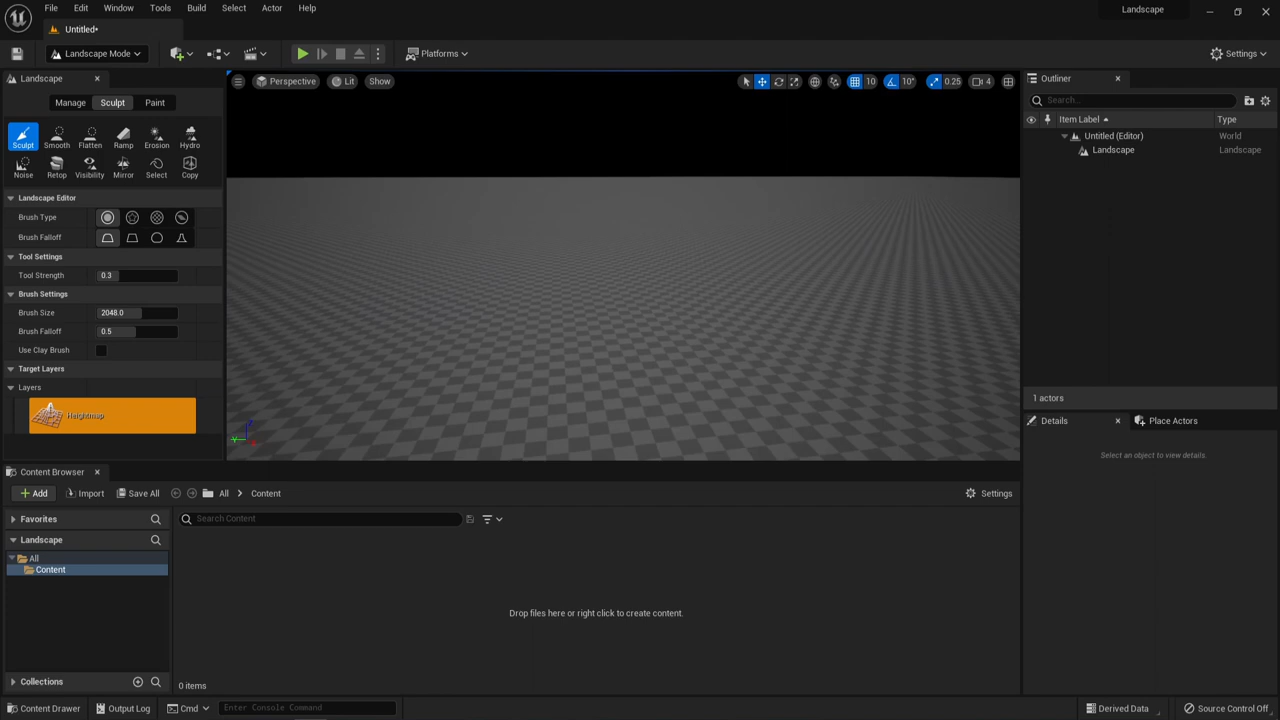 File Edit Window Tools Build Select Actor Help
Landscape
Untitled•
Landscape Mode
Platforms
Settings
Landscape
Perspective
Lit
Show
10
10°
0.25
4
Outliner
Manage Sculpt Paint
Search...
Item Label
Type
Sculpt Smooth Flatten Ramp Erosion Hydro
Untitled (Editor)
World
Landscape
Landscape
Noise Retop Visibility Mirror Select Copy
Landscape Editor
Brush Type
Brush Falloff
Tool Settings
Tool Strength 0.3
Brush Settings
Brush Size 2048.0
Brush Falloff 0.5
Use Clay Brush
Target Layers
Layers
Heightmap
1 actors
Details
Place Actors
Select an object to view details.
Content Browser
Add
Import
Save All
All
Content
Settings
Favorites
Search Content
Landscape
All
Content
Drop files here or right click to create content.
Collections
0 items
Content Drawer
Output Log
Cmd
Enter Console Command
Derived Data
Source Control Off